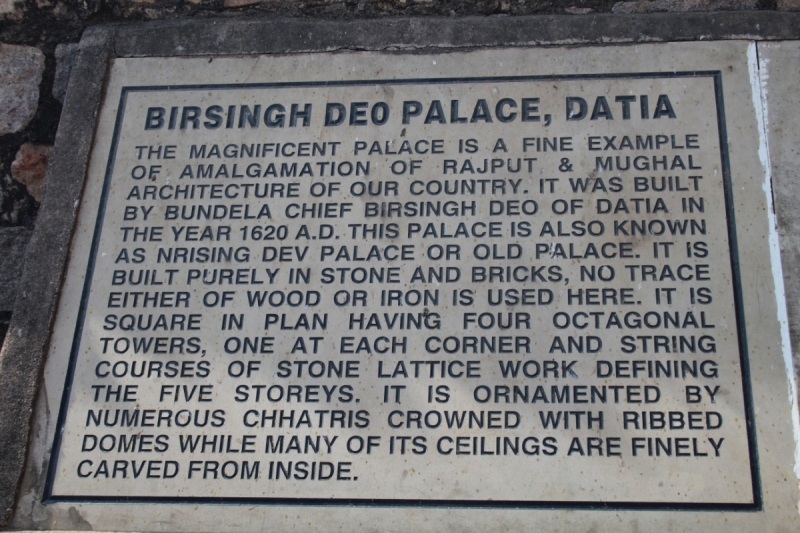 BIRSINGH DEO PALACE, DATIA
THE MAGNIFICENT PALACE IS A FINE EXAMPLE
OF AMALGAMATION OF RAJPUT & MUGHAL
ARCHITECTURE OF OUR COUNTRY. IT WAS BUILT
BY BUNDELA CHIEF BIRSINGH DEO OF DATIA IN
THE YEAR 1620 A.D. THIS PALACE IS ALSO KNOWN
AS NRISING DEV PALACE OR OLD PALACE. IT IS
BUILT PURELY IN STONE AND BRICKS, NO TRACE
EITHER OF WOOD OR IRON IS USED HERE. IT IS
SQUARE IN PLAN HAVING FOUR OCTAGONAL
TOWERS, ONE AT EACH CORNER AND STRING
COURSES OF STONE LATTICE WORK DEFINING
THE FIVE STOREYS. IT IS ORNAMENTED BY
NUMEROUS CHHATRIS CROWNED WITH RIBBED
DOMES WHILE MANY OF ITS CEILINGS ARE FINELY
CARVED FROM INSIDE.